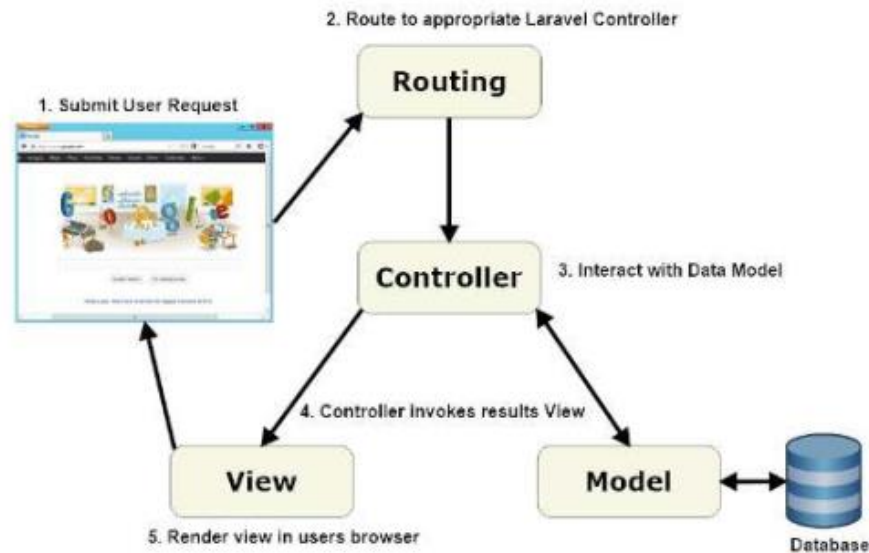 2. Route to appropriate Laravel Controller
Routing
1. Submit User Request
Google
Controller
3. Interact with Data Model
4. Controller Invokes results View
View
Model
5. Render view in users browser
Database